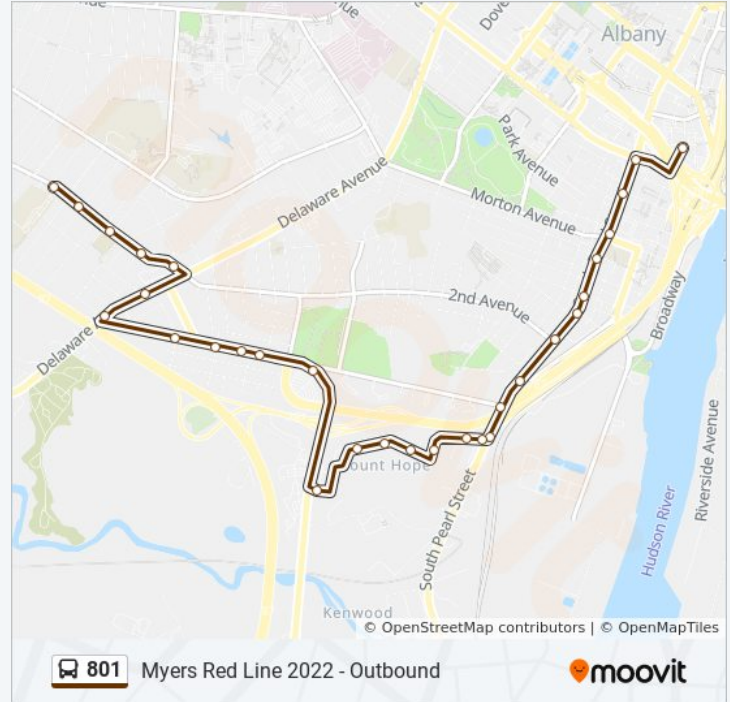 Albany
Dove
Park Avenue
Delaware Avenue
Morton Avenue
2nd Avenue
Broadway
Delaware
ount Hope
South Pearl Street
Riverside Avenue
Hudson River
Kenwood
© OpenStreetMap contributors | © OpenMapTiles
801 Myers Red Line 2022 - Outbound
moovit